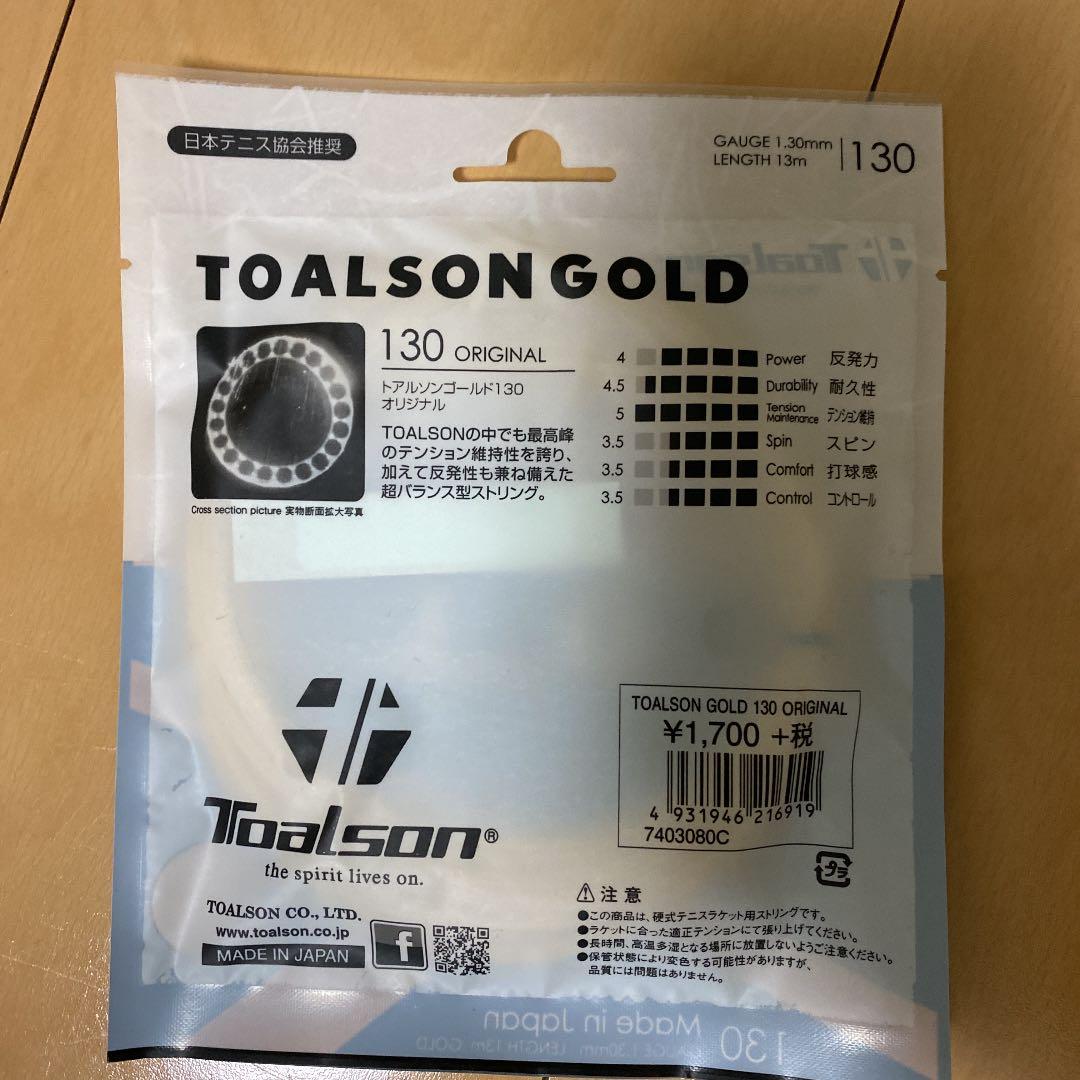 日本テニス協会推奨
GAUGE 1.30mm
LENGTH 13m
130
Toalson
TOALSON GOLD
130 ORIGINAL
トアルソンゴールド130
オリジナル
TOALSONの中でも最高峰
のテンション維持性を誇り、
加えて反発性も兼ね備えた
超バランス型ストリング。
Cross section picture 実物断面拡大写真
4 Power 反発力
4.5 Durability 耐久性
5 Tension Maintenance テンション維持
3.5 Spin スピン
3.5 Comfort 打球感
3.5 Control コントロール
TOALSON GOLD 130 ORIGINAL
¥1,700 +税
4 931946 216919
7403080C
プラ
Toalson®
the spirit lives on.
TOALSON CO., LTD.
www.toalson.co.jp
MADE IN JAPAN
f
注意
●この商品は、硬式テニスラケット用ストリングです。
●ラケットに合った適正テンションにて張り上げてください。
●長時間、高温多湿となる場所に放置しないようご注意ください。
●保管状態により変色する可能性がありますが、
品質には問題はありません。
Made in Japan
130
GAUGE 1.30mm LENGTH 13m GOLD